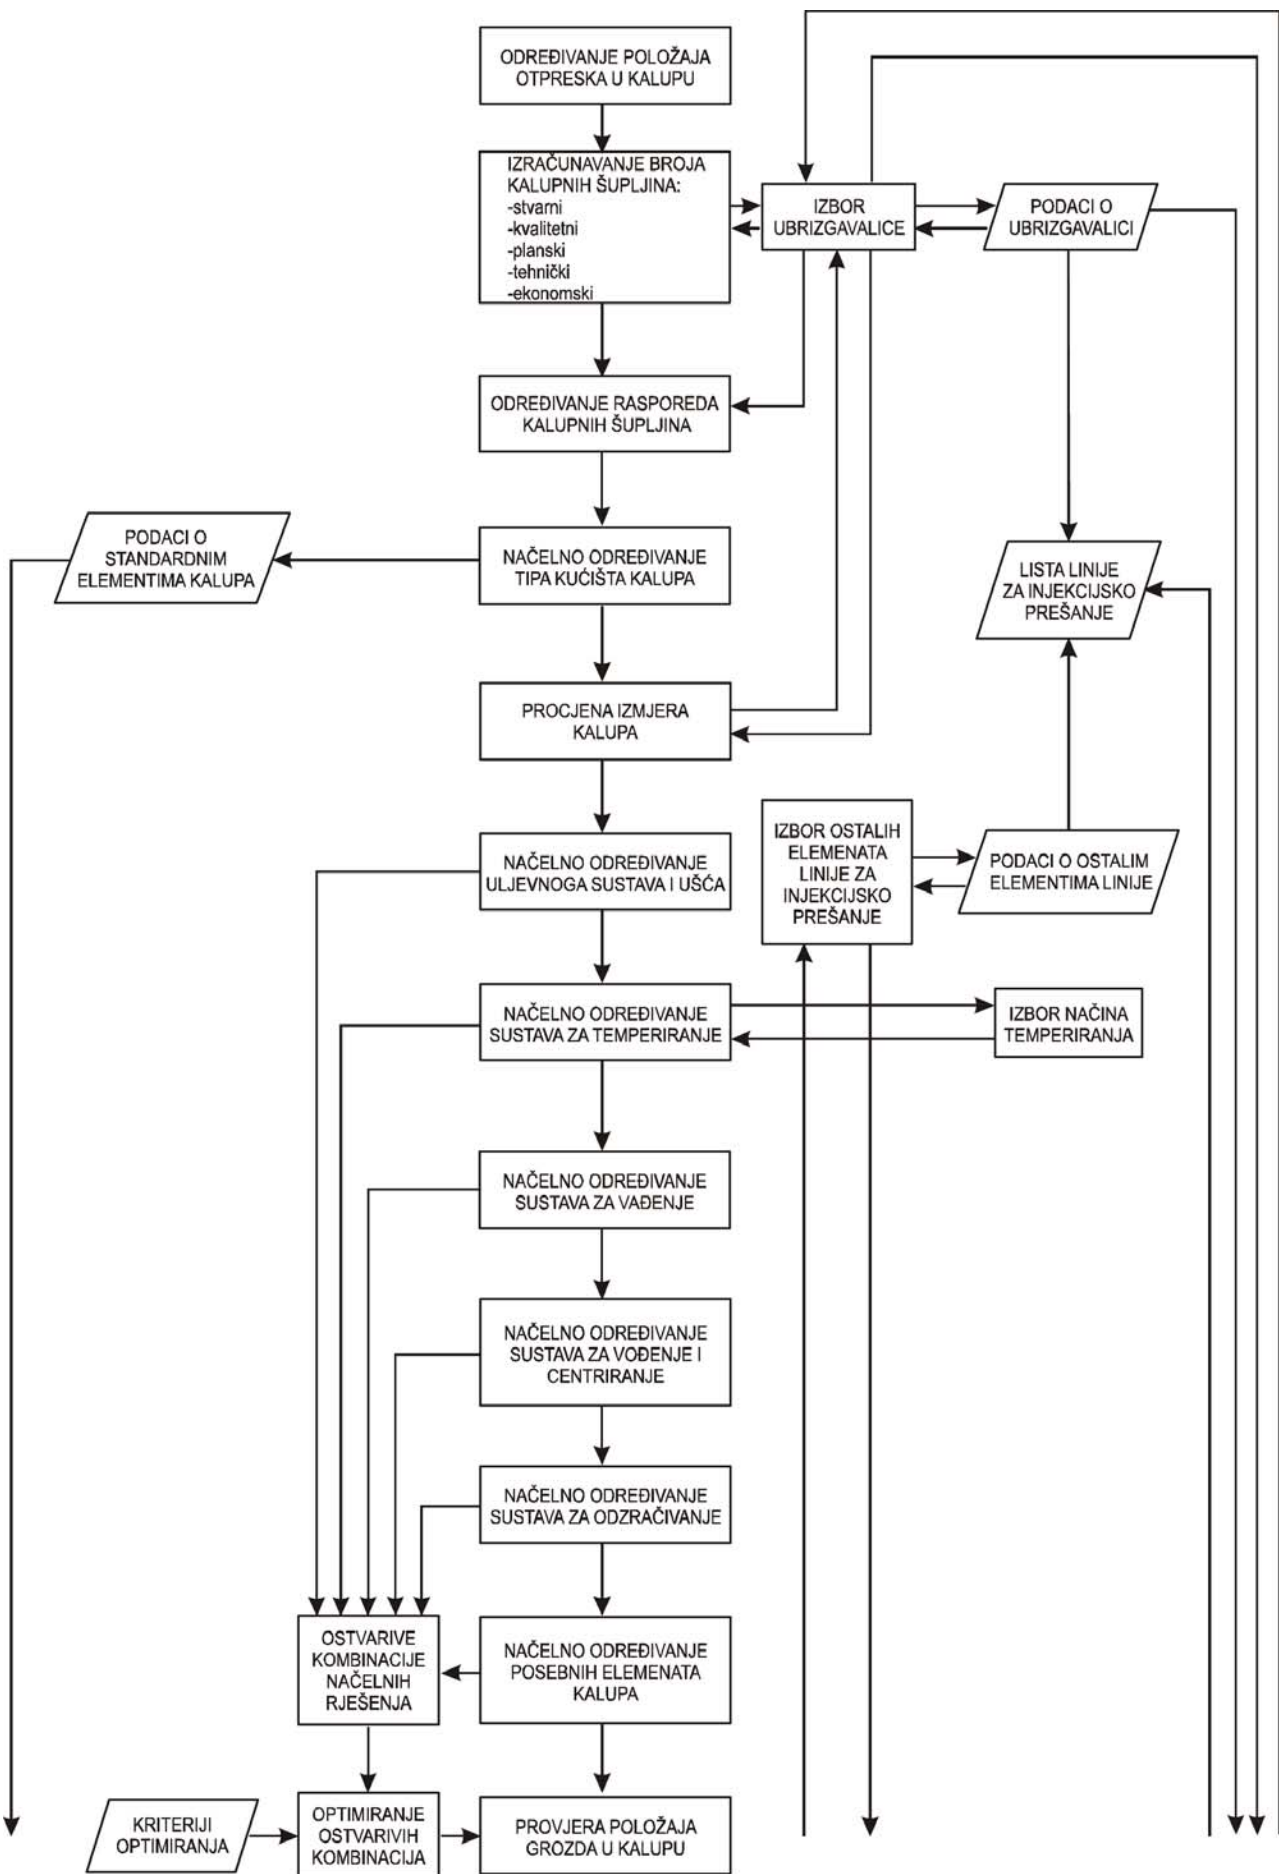 ODREĐIVANJE POLOŽAJA
OTPRESKA U KALUPU
IZRAČUNAVANJE BROJA
KALUPNIH ŠUPLJINA:
-stvarni
-kvalitetni
-planski
-tehnički
-ekonomski
IZBOR
UBRIZGAVALICE
PODACI O
UBRIZGAVALICI
ODREĐIVANJE RASPOREDA
KALUPNIH ŠUPLJINA
PODACI O
STANDARDNIM
ELEMENTIMA KALUPA
NAČELNO ODREĐIVANJE
TIPA KUĆIŠTA KALUPA
LISTA LINIJE
ZA INJEKCIJSKO
PREŠANJE
PROCJENA IZMJERA
KALUPA
NAČELNO ODREĐIVANJE
ULJEVNOGA SUSTAVA I UŠĆA
IZBOR OSTALIH
ELEMENATA
LINIJE ZA
INJEKCIJSKO
PREŠANJE
PODACI O OSTALIM
ELEMENTIMA LINIJE
NAČELNO ODREĐIVANJE
SUSTAVA ZA TEMPERIRANJE
IZBOR NAČINA
TEMPERIRANJA
NAČELNO ODREĐIVANJE
SUSTAVA ZA VAĐENJE
NAČELNO ODREĐIVANJE
SUSTAVA ZA VOĐENJE I
CENTRIRANJE
NAČELNO ODREĐIVANJE
SUSTAVA ZA ODZRAČIVANJE
OSTVARIVE
KOMBINACIJE
NAČELNIH
RJEŠENJA
NAČELNO ODREĐIVANJE
POSEBNIH ELEMENATA
KALUPA
KRITERIJI
OPTIMIRANJA
OPTIMIRANJE
OSTVARIVIH
KOMBINACIJA
PROVJERA POLOŽAJA
GROZDA U KALUPU